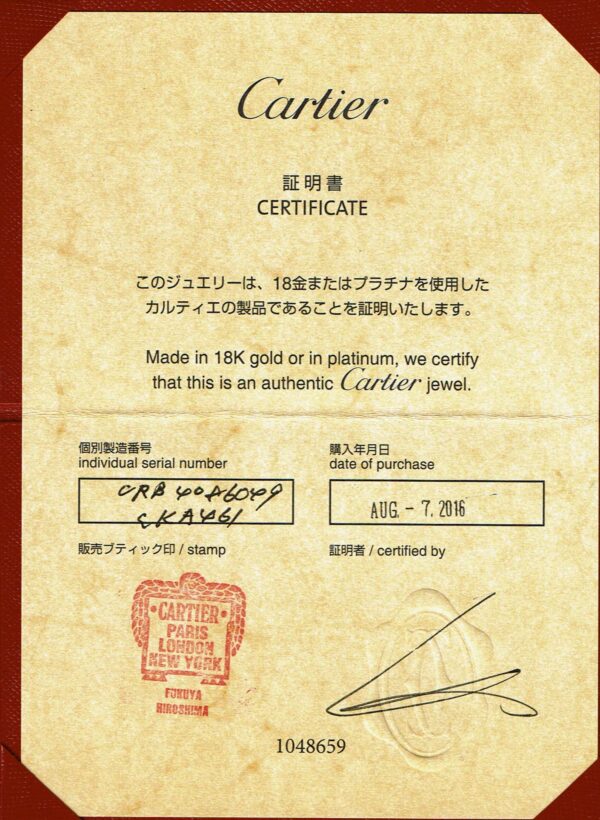 Cartier
証明書
CERTIFICATE
このジュエリーは、18金またはプラチナを使用した
カルティエの製品であることを証明いたします。
Made in 18K gold or in platinum, we certify
that this is an authentic Cartier jewel.
個別製造番号
individual serial number
CRB 4086049
購入年月日
date of purchase
AUG. - 7. 2016
販売ブティック印 / stamp
証明者 / certified by
CARTIER
PARIS
LONDON
NEW YORK
FUKUYA
HIROSHIMA
1048659